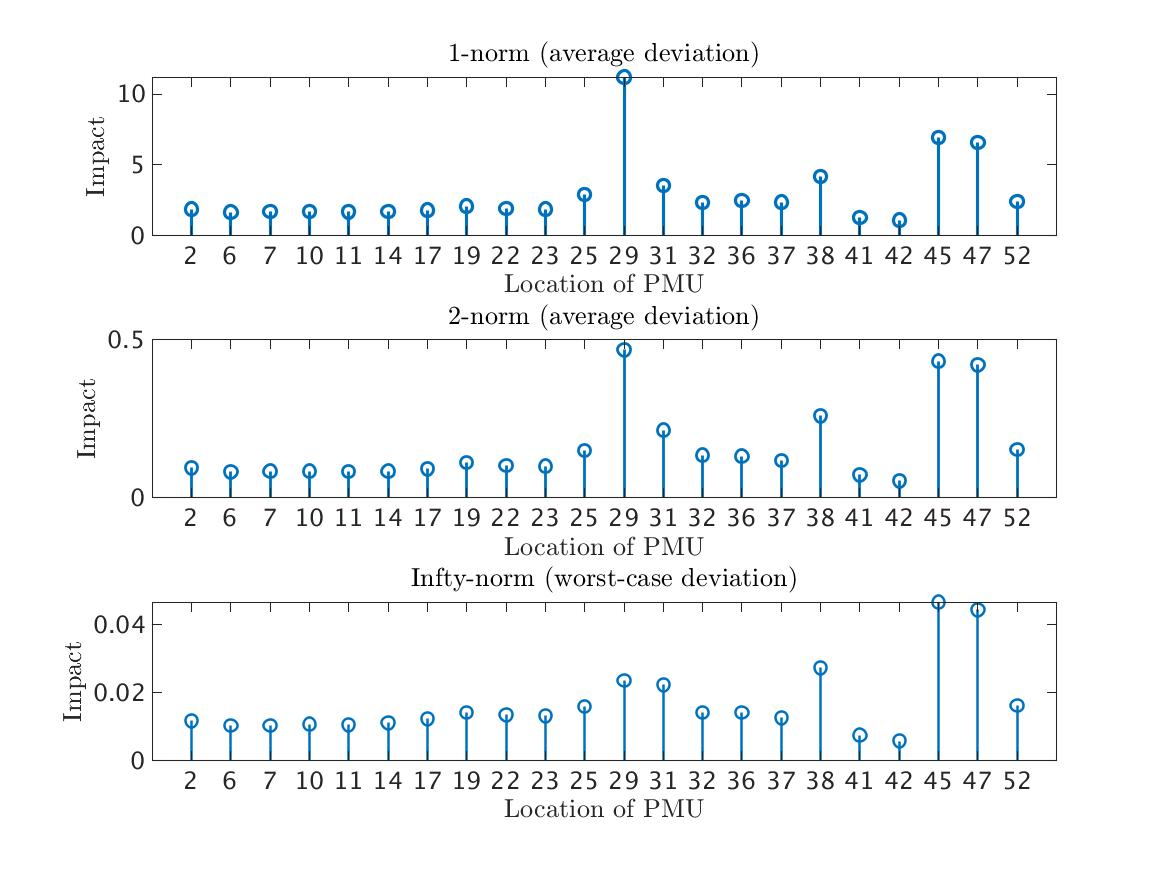 1-norm (average deviation)
10
5
0
Impact
2 6 7 10 11 14 17 19 22 23 25 29 31 32 36 37 38 41 42 45 47 52
Location of PMU
2-norm (average deviation)
0.5
0
Impact
2 6 7 10 11 14 17 19 22 23 25 29 31 32 36 37 38 41 42 45 47 52
Location of PMU
Infty-norm (worst-case deviation)
0.04
0.02
0
Impact
2 6 7 10 11 14 17 19 22 23 25 29 31 32 36 37 38 41 42 45 47 52
Location of PMU